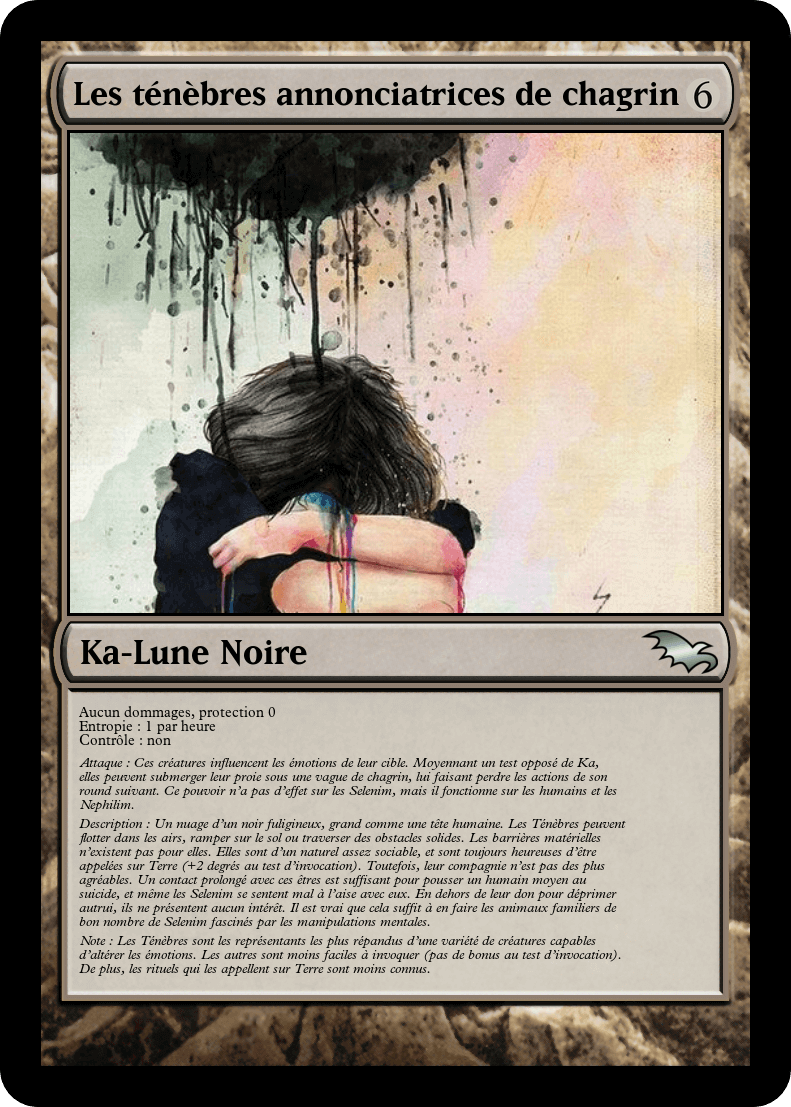 Les ténèbres annonciatrices de chagrin 6
Ka-Lune Noire
Aucun dommages, protection 0
Entropie : 1 par heure
Contrôle : non
Attaque : Ces créatures influencent les émotions de leur cible. Moyennant un test opposé de Ka,
elles peuvent submerger leur proie sous une vague de chagrin, lui faisant perdre les actions de son
round suivant. Ce pouvoir n'a pas d'effet sur les Selenim, mais il fonctionne sur les humains et les
Nephilim.
Description : Un nuage d'un noir fuligineux, grand comme une tête humaine. Les Ténèbres peuvent
flotter dans les airs, ramper sur le sol ou traverser des obstacles solides. Les barrières matérielles
n'existent pas pour elles. Elles sont d'un naturel assez sociable, et sont toujours heureuses d'être
appelées sur Terre (+2 degrés au test d'invocation). Toutefois, leur compagnie n'est pas des plus
agréables. Un contact prolongé avec ces êtres est suffisant pour pousser un humain moyen au
suicide, et même les Selenim se sentent mal à l'aise avec eux. En dehors de leur don pour déprimer
autrui, ils ne présentent aucun intérêt. Il est vrai que cela suffit à en faire les animaux familiers de
bon nombre de Selenim fascinés par les manipulations mentales.
Note : Les Ténèbres sont les représentants les plus répandus d'une variété de créatures capables
d'altérer les émotions. Les autres sont moins faciles à invoquer (pas de bonus au test d'invocation).
De plus, les rituels qui les appellent sur Terre sont moins connus.